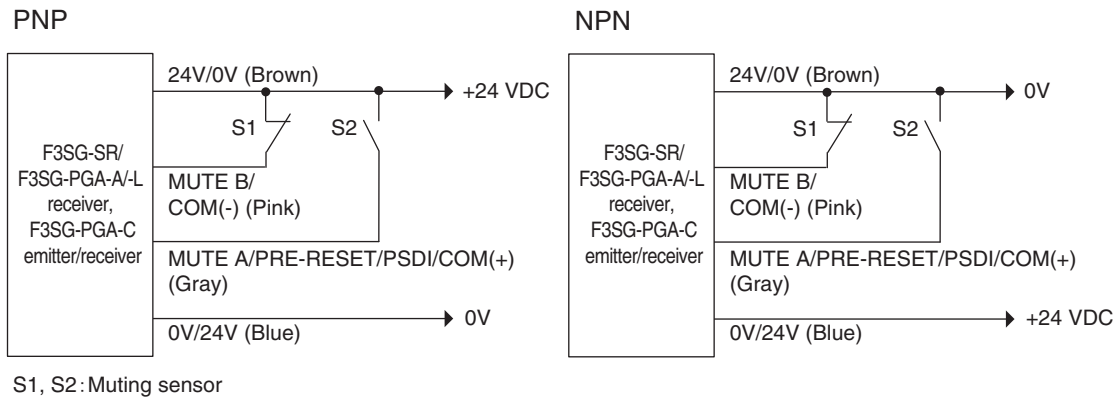 PNP
24V/0V (Brown)
+24 VDC
S1
S2
F3SG-SR/
F3SG-PGA-A/-L
receiver,
F3SG-PGA-C
emitter/receiver
MUTE B/
COM(-) (Pink)
MUTE A/PRE-RESET/PSDI/COM(+)
(Gray)
0V
0V/24V (Blue)
NPN
24V/0V (Brown)
0V
S1
S2
F3SG-SR/
F3SG-PGA-A/-L
receiver,
F3SG-PGA-C
emitter/receiver
MUTE B/
COM(-) (Pink)
MUTE A/PRE-RESET/PSDI/COM(+)
(Gray)
+24 VDC
0V/24V (Blue)
S1, S2: Muting sensor